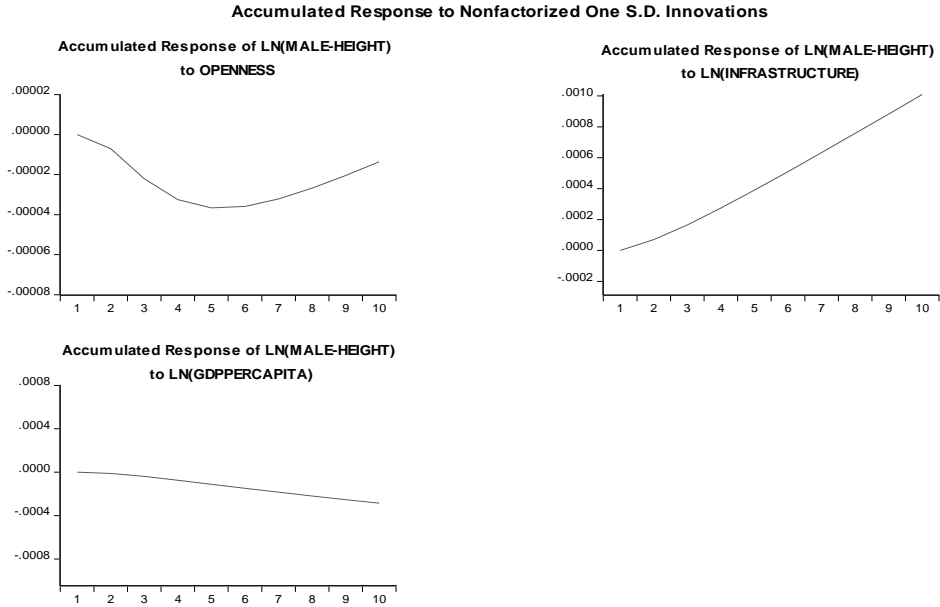 Accumulated Response to Nonfactorized One S.D. Innovations
Accumulated Response of LN(MALE-HEIGHT)
to OPENNESS
.00002
.00000
-.00002
-.00004
-.00006
-.00008
1 2 3 4 5 6 7 8 9 10
Accumulated Response of LN(MALE-HEIGHT)
to LN(INFRASTRUCTURE)
.0010
.0008
.0006
.0004
.0002
.0000
-.0002
1 2 3 4 5 6 7 8 9 10
Accumulated Response of LN(MALE-HEIGHT)
to LN(GDPPERCAPITA)
.0008
.0004
.0000
-.0004
-.0008
1 2 3 4 5 6 7 8 9 10